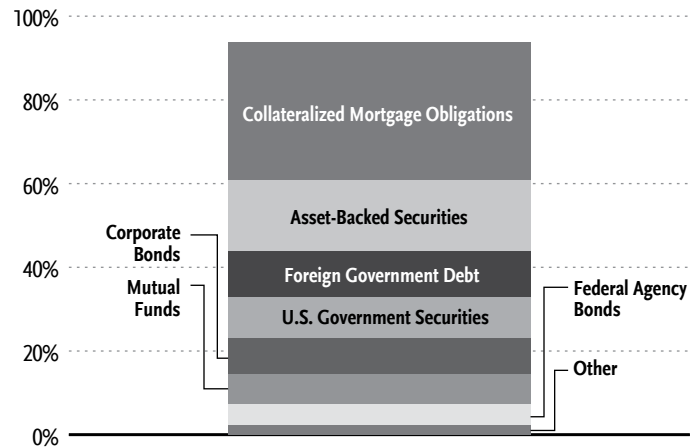 100%
80%
Collateralized Mortgage Obligations
60%
Asset-Backed Securities
Corporate
Bonds
40%
Foreign Government Debt
Mutual
Funds
Federal Agency
Bonds
U.S. Government Securities
20%
Other
0%